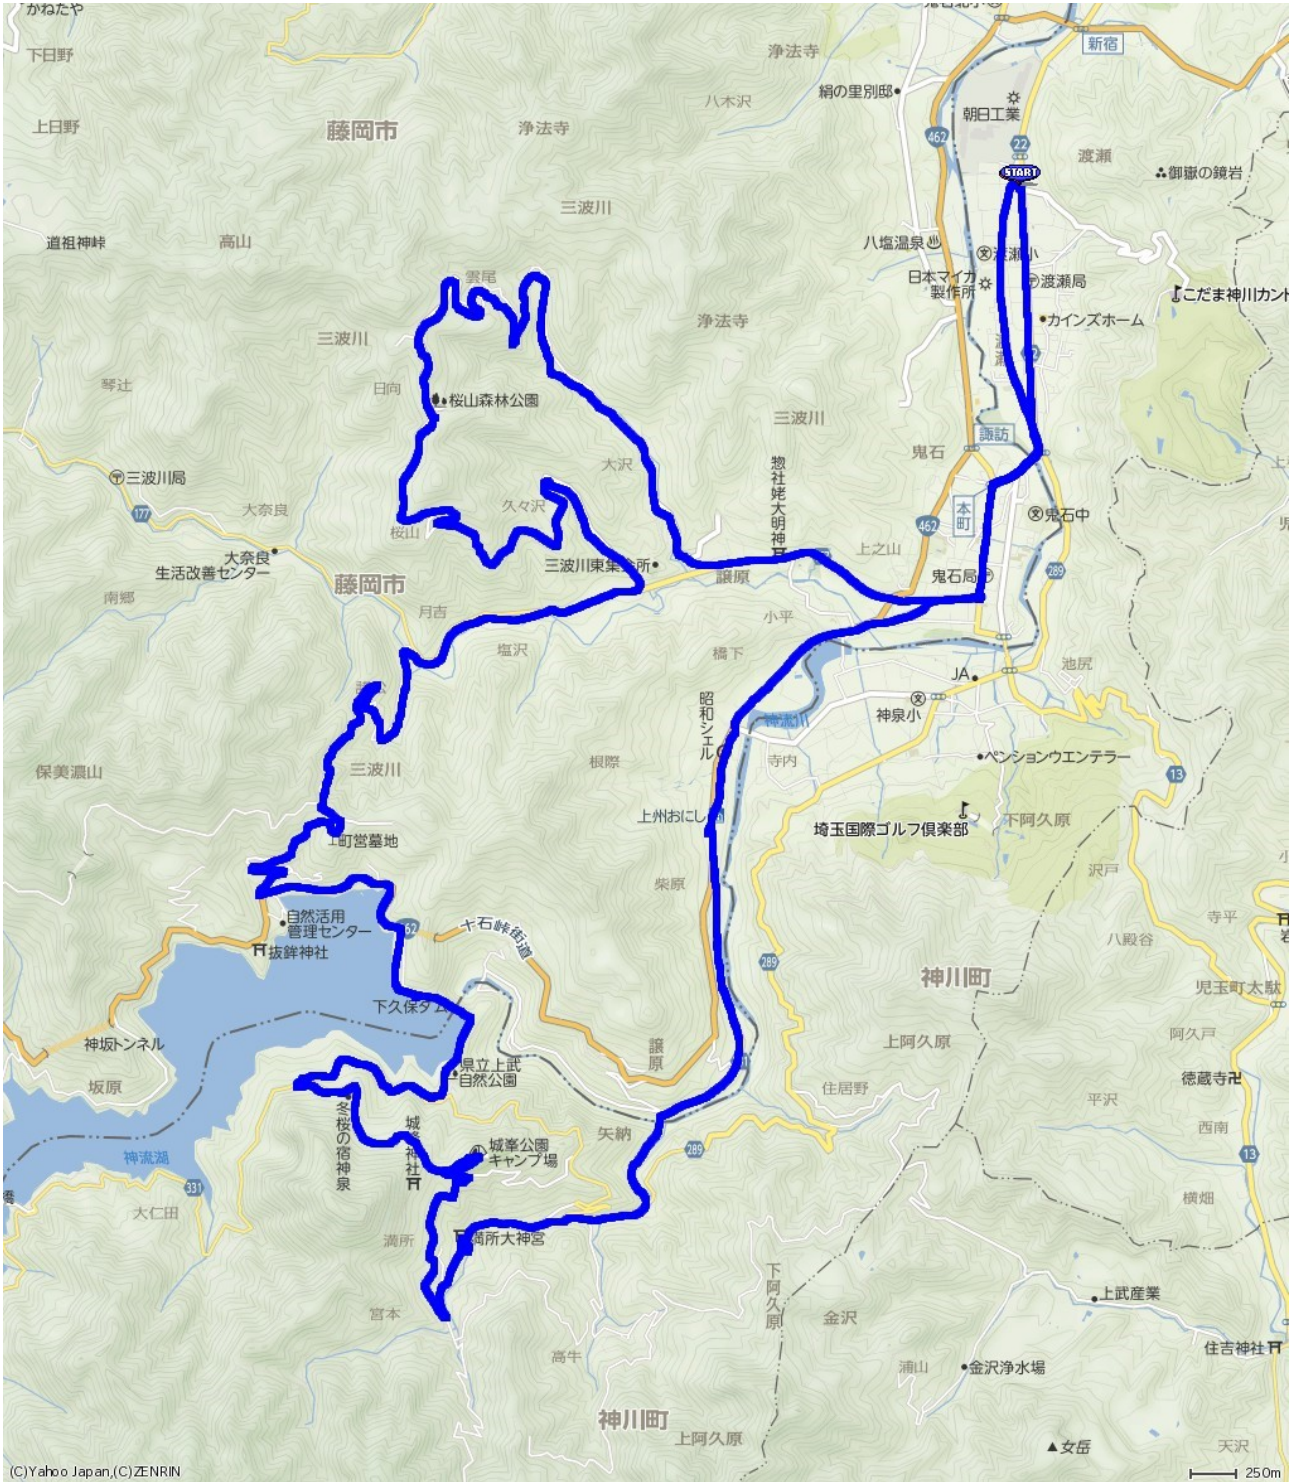 かねたや
下日野
上日野
藤岡市
浄法寺
八木沢
浄法寺
新宿
絹の里別邸
朝日工業
462
22
START
渡瀬
御嶽の鏡岩
三波川
道祖神峠
高山
八塩温泉
渡瀬小
日本マイカ
製作所
渡瀬局
こだま神川カント
カインズホーム
雲尾
三波川
浄法寺
琴辻
日向
桜山森林公園
三波川
諏訪
鬼石
三波川局
177
大奈良
大沢
久々沢
惣社姥大明神
本町
鬼石中
462
桜山
大奈良
生活改善センター
三波川東集会所
上之山
289
鬼石局
譲原
南郷
藤岡市
月吉
小平
塩沢
橋下
池尻
JA
神泉小
昭和シェル
神流川
寺内
ペンションウエンテラー
保美濃山
三波川
根際
13
上州おにし
埼玉国際ゴルフ倶楽部
下阿久原
町営墓地
柴原
沢戸
自然活用
管理センター
抜鉾神社
十石峠街道
寺平
八殿谷
289
神川町
下久保ダム
児玉町太駄
神坂トンネル
譲原
上阿久原
阿久戸
坂原
県立上武
自然公園
徳蔵寺
住居野
平沢
冬桜の宿神泉
城峯神社
矢納
西南
城峯公園
キャンプ場
289
神流湖
13
331
横畑
大仁田
満所
満所大神宮
下阿久原
上武産業
宮本
金沢
高牛
浦山
金沢浄水場
住吉神社
神川町
上阿久原
女岳
天沢
(C)Yahoo Japan,(C)ZENRIN
250m